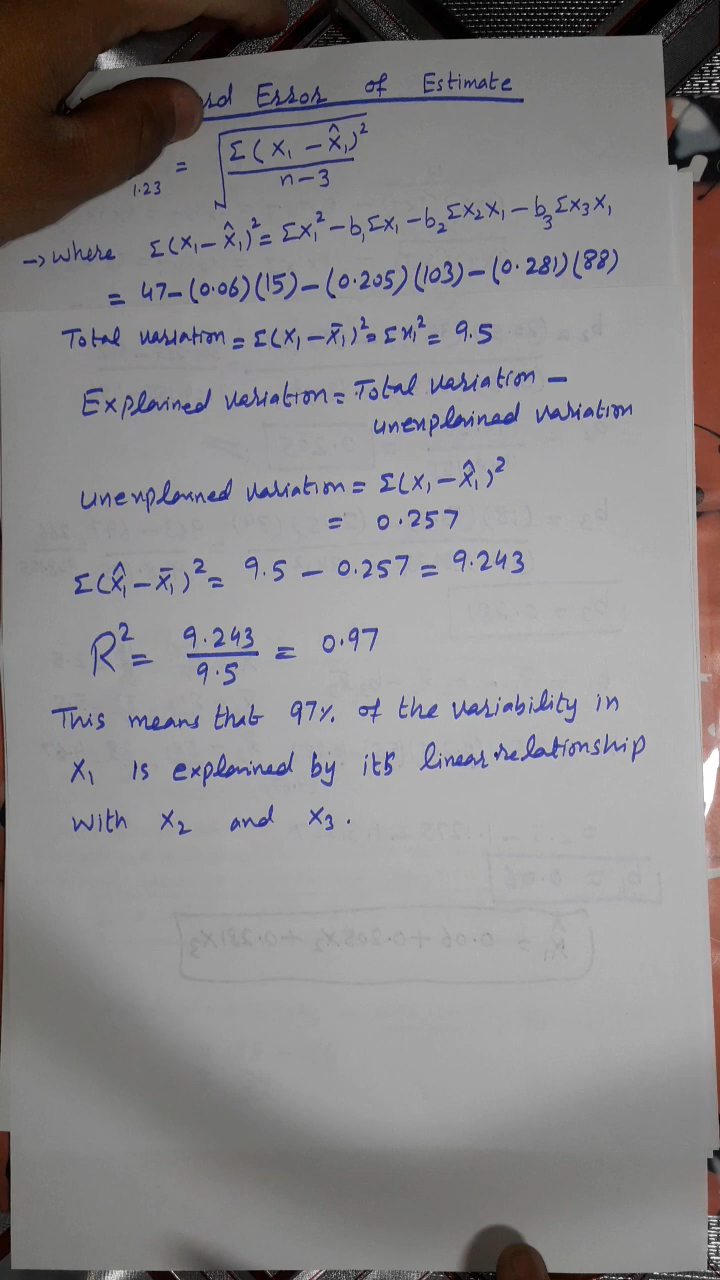 Error of Estimate
1.23 = √ Σ(X₁ - X̂₁)² / n-3
→ where Σ(X₁ - X̂₁)² = ΣX₁² - b₁ΣX₁ - b₂ΣX₂X₁ - b₃ΣX₃X₁
= 47 - (0.06)(15) - (0.205)(103) - (0.281)(88)
Total variation = Σ(X₁ - X̄₁)² = Σx₁² = 9.5
Explained variation = Total variation -
unexplained variation
unexplained variation = Σ(X₁ - X̂₁)²
= 0.257
Σ(X̂₁ - X̄₁)² = 9.5 - 0.257 = 9.243
R² = 9.243 / 9.5 = 0.97
This means that 97% of the variability in
X₁ is explained by its linear relationship
with X₂ and X₃.